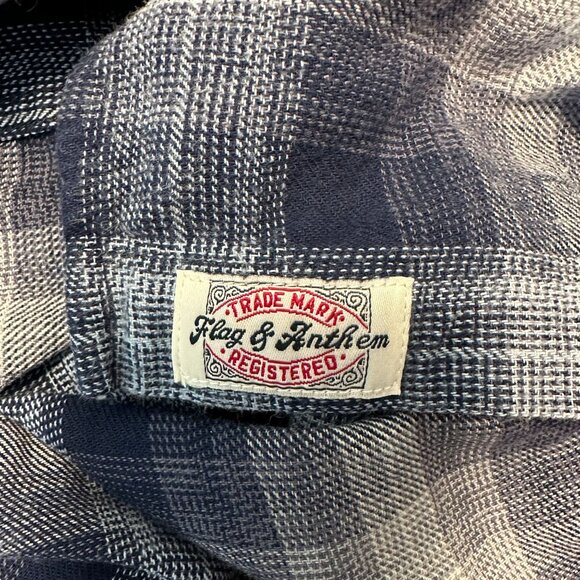 ·TRADE MARK·
Flag & Anthem
·REGISTERED·